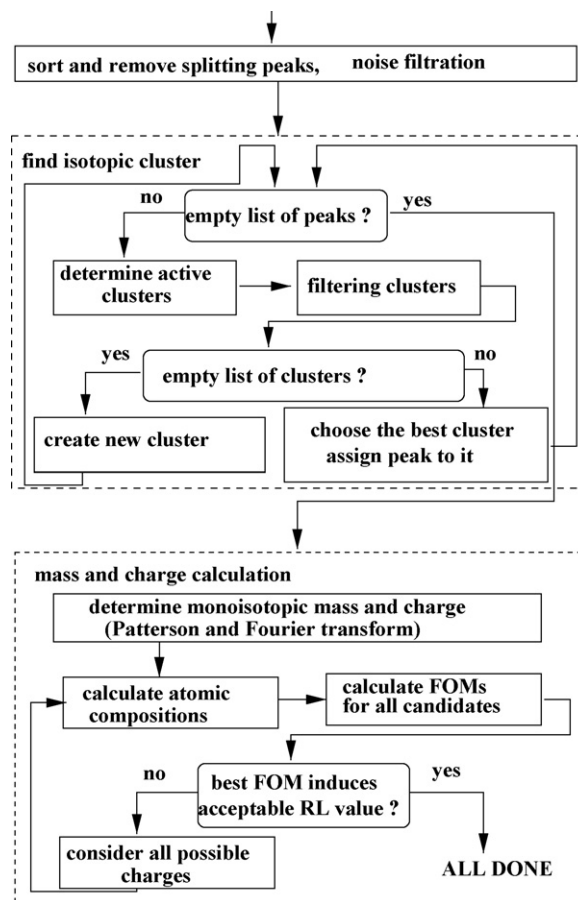 sort and remove splitting peaks, noise filtration
find isotopic cluster
no
yes
empty list of peaks ?
determine active
clusters
filtering clusters
yes
no
empty list of clusters ?
create new cluster
choose the best cluster
assign peak to it
mass and charge calculation
determine monoisotopic mass and charge
(Patterson and Fourier transform)
calculate atomic
compositions
calculate FOMs
for all candidates
no
best FOM induces
acceptable RL value ?
yes
consider all possible
charges
ALL DONE